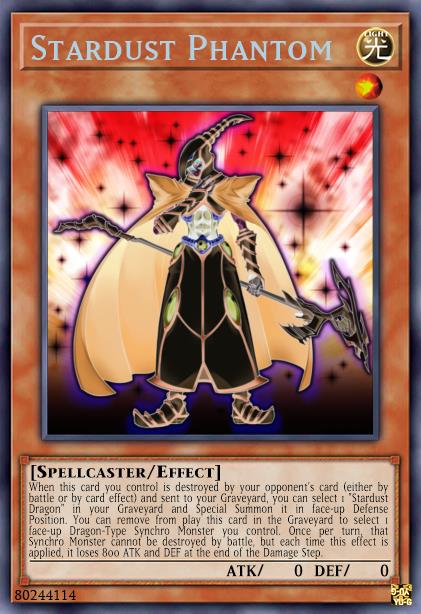 STARDUST PHANTOM
LIGHT
光
[SPELLCASTER/EFFECT]
When this card you control is destroyed by your opponent's card (either by
battle or by card effect) and sent to your Graveyard, you can select 1 "Stardust
Dragon" in your Graveyard and Special Summon it in face-up Defense
Position. You can remove from play this card in the Graveyard to select 1
face-up Dragon-Type Synchro Monster you control. Once per turn, that
Synchro Monster cannot be destroyed by battle, but each time this effect is
applied, it loses 800 ATK and DEF at the end of the Damage Step.
ATK/ 0 DEF/ 0
80244114